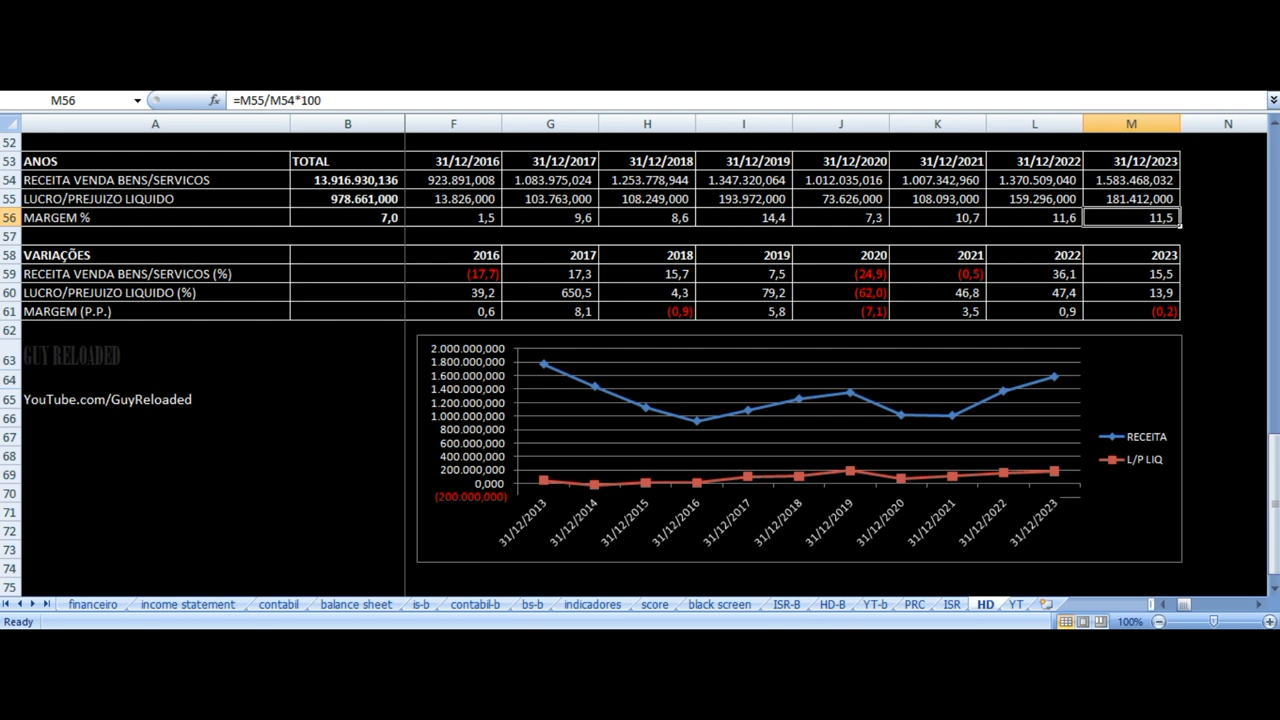 M56 fx =M55/M54*100
A B F G H I J K L M N
52
53 ANOS TOTAL 31/12/2016 31/12/2017 31/12/2018 31/12/2019 31/12/2020 31/12/2021 31/12/2022 31/12/2023
54 RECEITA VENDA BENS/SERVICOS 13.916.930,136 923.891,008 1.083.975,024 1.253.778,944 1.347.320,064 1.012.035,016 1.007.342,960 1.370.509,040 1.583.468,032
55 LUCRO/PREJUIZO LIQUIDO 978.661,000 13.826,000 103.763,000 108.249,000 193.972,000 73.626,000 108.093,000 159.296,000 181.412,000
56 MARGEM % 7,0 1,5 9,6 8,6 14,4 7,3 10,7 11,6 11,5
57
58 VARIAÇÕES 2016 2017 2018 2019 2020 2021 2022 2023
59 RECEITA VENDA BENS/SERVICOS (%) (17,7) 17,3 15,7 7,5 (24,9) (0,5) 36,1 15,5
60 LUCRO/PREJUIZO LIQUIDO (%) 39,2 650,5 4,3 79,2 (62,0) 46,8 47,4 13,9
61 MARGEM (P.P.) 0,6 8,1 (0,9) 5,8 (7,1) 3,5 0,9 (0,2)
62
63 GUY RELOADED
64
65 YouTube.com/GuyReloaded
66
67
68
69
70
71
72
73
74
75
2.000.000,000
1.800.000,000
1.600.000,000
1.400.000,000
1.200.000,000
1.000.000,000
800.000,000
600.000,000
400.000,000
200.000,000
0,000
(200.000,000)
31/12/2013 31/12/2014 31/12/2015 31/12/2016 31/12/2017 31/12/2018 31/12/2019 31/12/2020 31/12/2021 31/12/2022 31/12/2023
RECEITA
L/P LIQ
financeiro income statement contabil balance sheet is-b contabil-b bs-b indicadores score black screen ISR-B HD-B YT-b PRC ISR HD YT
Ready 100%